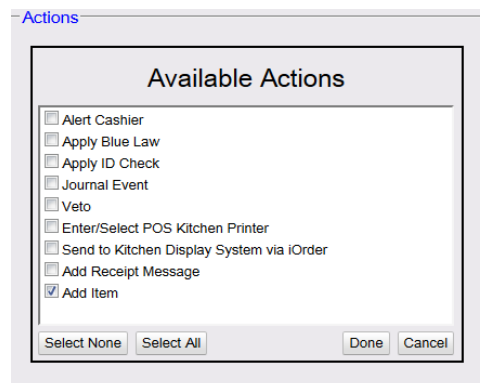 Actions
Available Actions
Alert Cashier
Apply Blue Law
Apply ID Check
Journal Event
Veto
Enter/Select POS Kitchen Printer
Send to Kitchen Display System via iOrder
Add Receipt Message
Add Item
Select None Select All Done Cancel